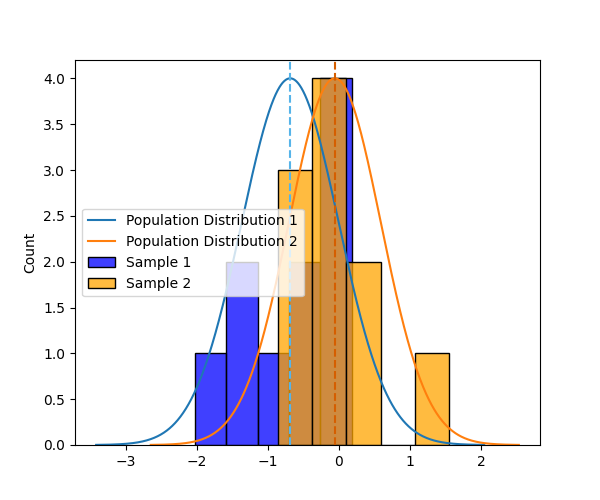 4.0
3.5
3.0
2.5
2.0
1.5
1.0
0.5
0.0
Count
Population Distribution 1
Population Distribution 2
Sample 1
Sample 2
−3 −2 −1 0 1 2